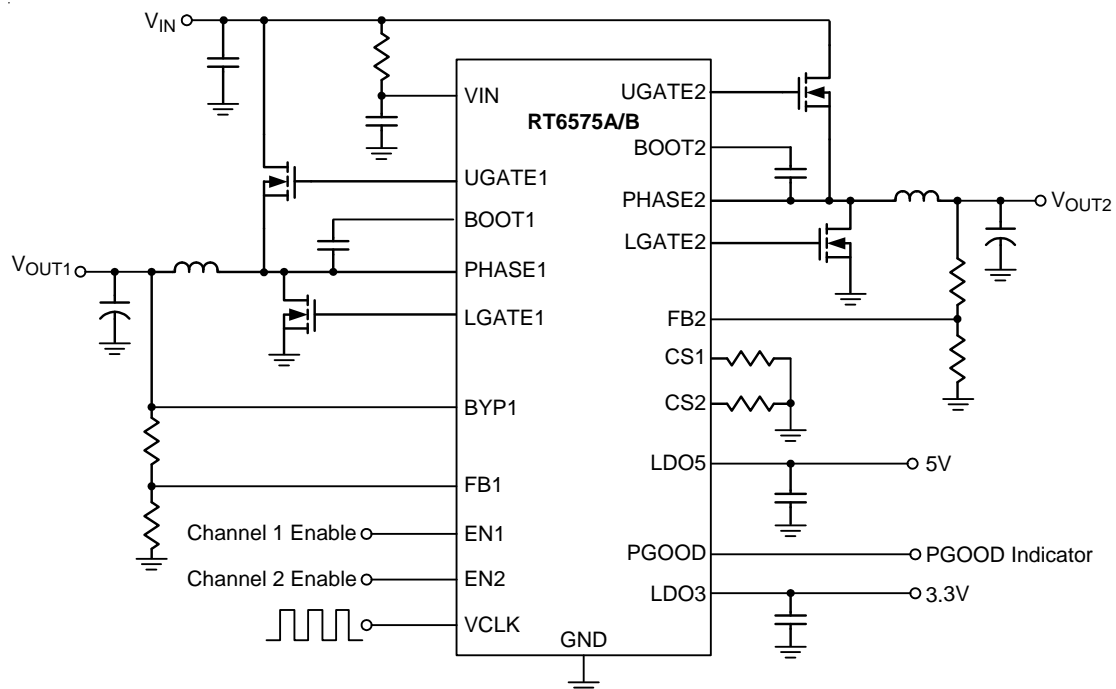 VIN
RT6575A/B
VIN
UGATE1
BOOT1
PHASE1
LGATE1
BYP1
FB1
EN1
EN2
VCLK
GND
UGATE2
BOOT2
PHASE2
LGATE2
FB2
CS1
CS2
LDO5
PGOOD
LDO3
VOUT1
Channel 1 Enable
Channel 2 Enable
VOUT2
5V
PGOOD Indicator
3.3V